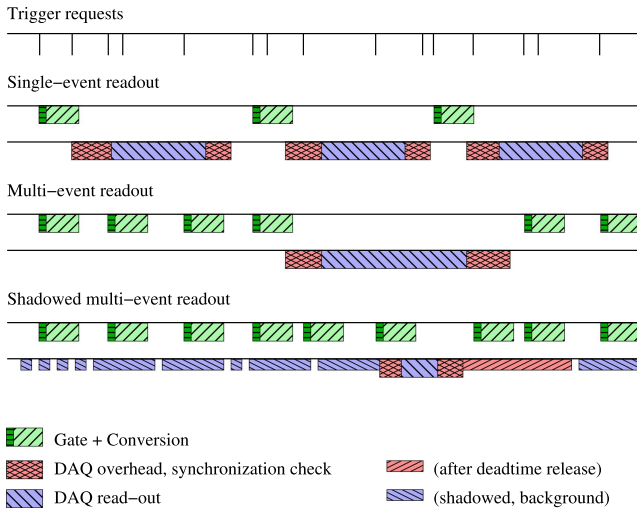 Trigger requests
Single−event readout
Multi−event readout
Shadowed multi−event readout
Gate + Conversion
DAQ overhead, synchronization check
(after deadtime release)
DAQ read−out
(shadowed, background)